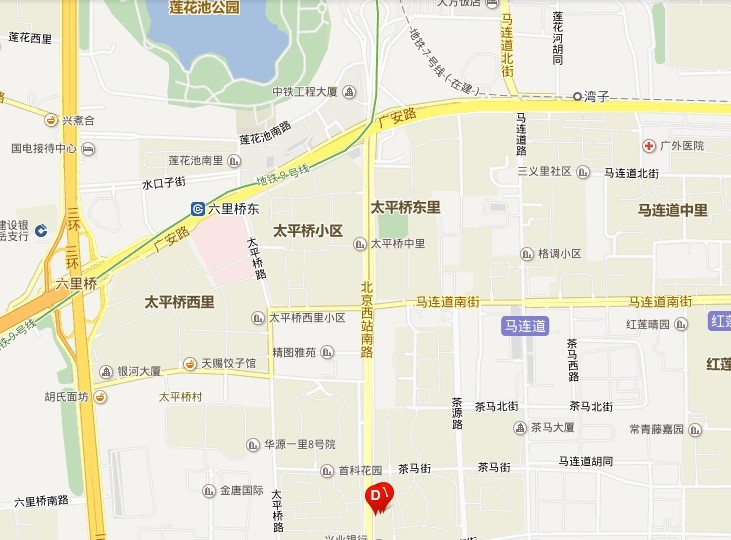 莲花池公园
大方饭店
莲花西里
马连道北街
莲花河胡同
地铁-7-号线-(-在建-)
中铁工程大厦
湾子
兴煮合
广安路
莲花池南路
马连道路
国电接待中心
莲花池南里
广外医院
地铁-9-号线
三义里社区
马连道北街
水口子街
六里桥东
太平桥东里
马连道中里
三环
建设银
岳支行
太平桥小区
广安路
太平桥路
太平桥中里
格调小区
三环
六里桥
北京西站南路
太平桥西里
马连道南街
马连道南街
太平桥西里小区
马连道
红莲晴园
红莲
地铁-9-号线
精图雅苑
茶马西路
天赐饺子馆
银河大厦
红莲
胡氏面坊
太平桥村
茶源路
茶马北街
茶马北街
茶马大厦
常青藤嘉园
华源一里8号院
首科花园
茶马街
茶马街
马连道胡同
金唐国际
六里桥南路
太平桥路
D
兴业银行
三